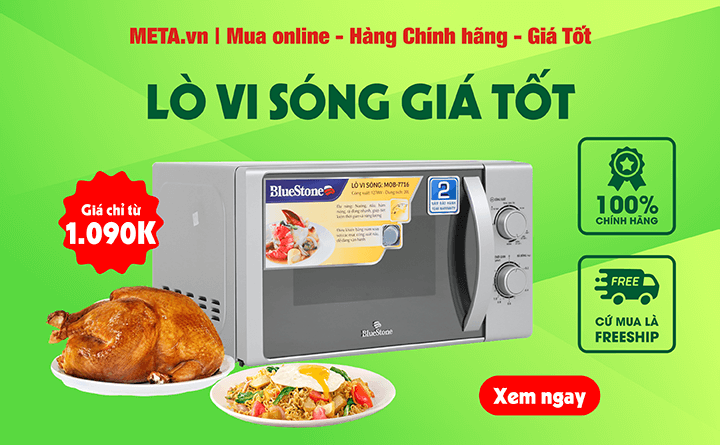 META.vn | Mua online - Hàng Chính hãng - Giá Tốt
LÒ VI SÓNG GIÁ TỐT
Giá chỉ từ
1.090K
BlueStone
LÒ VI SÓNG: MOB-7716
2
BlueStone
100%
CHÍNH HÃNG
FREE
CỨ MUA LÀ
FREESHIP
Xem ngay